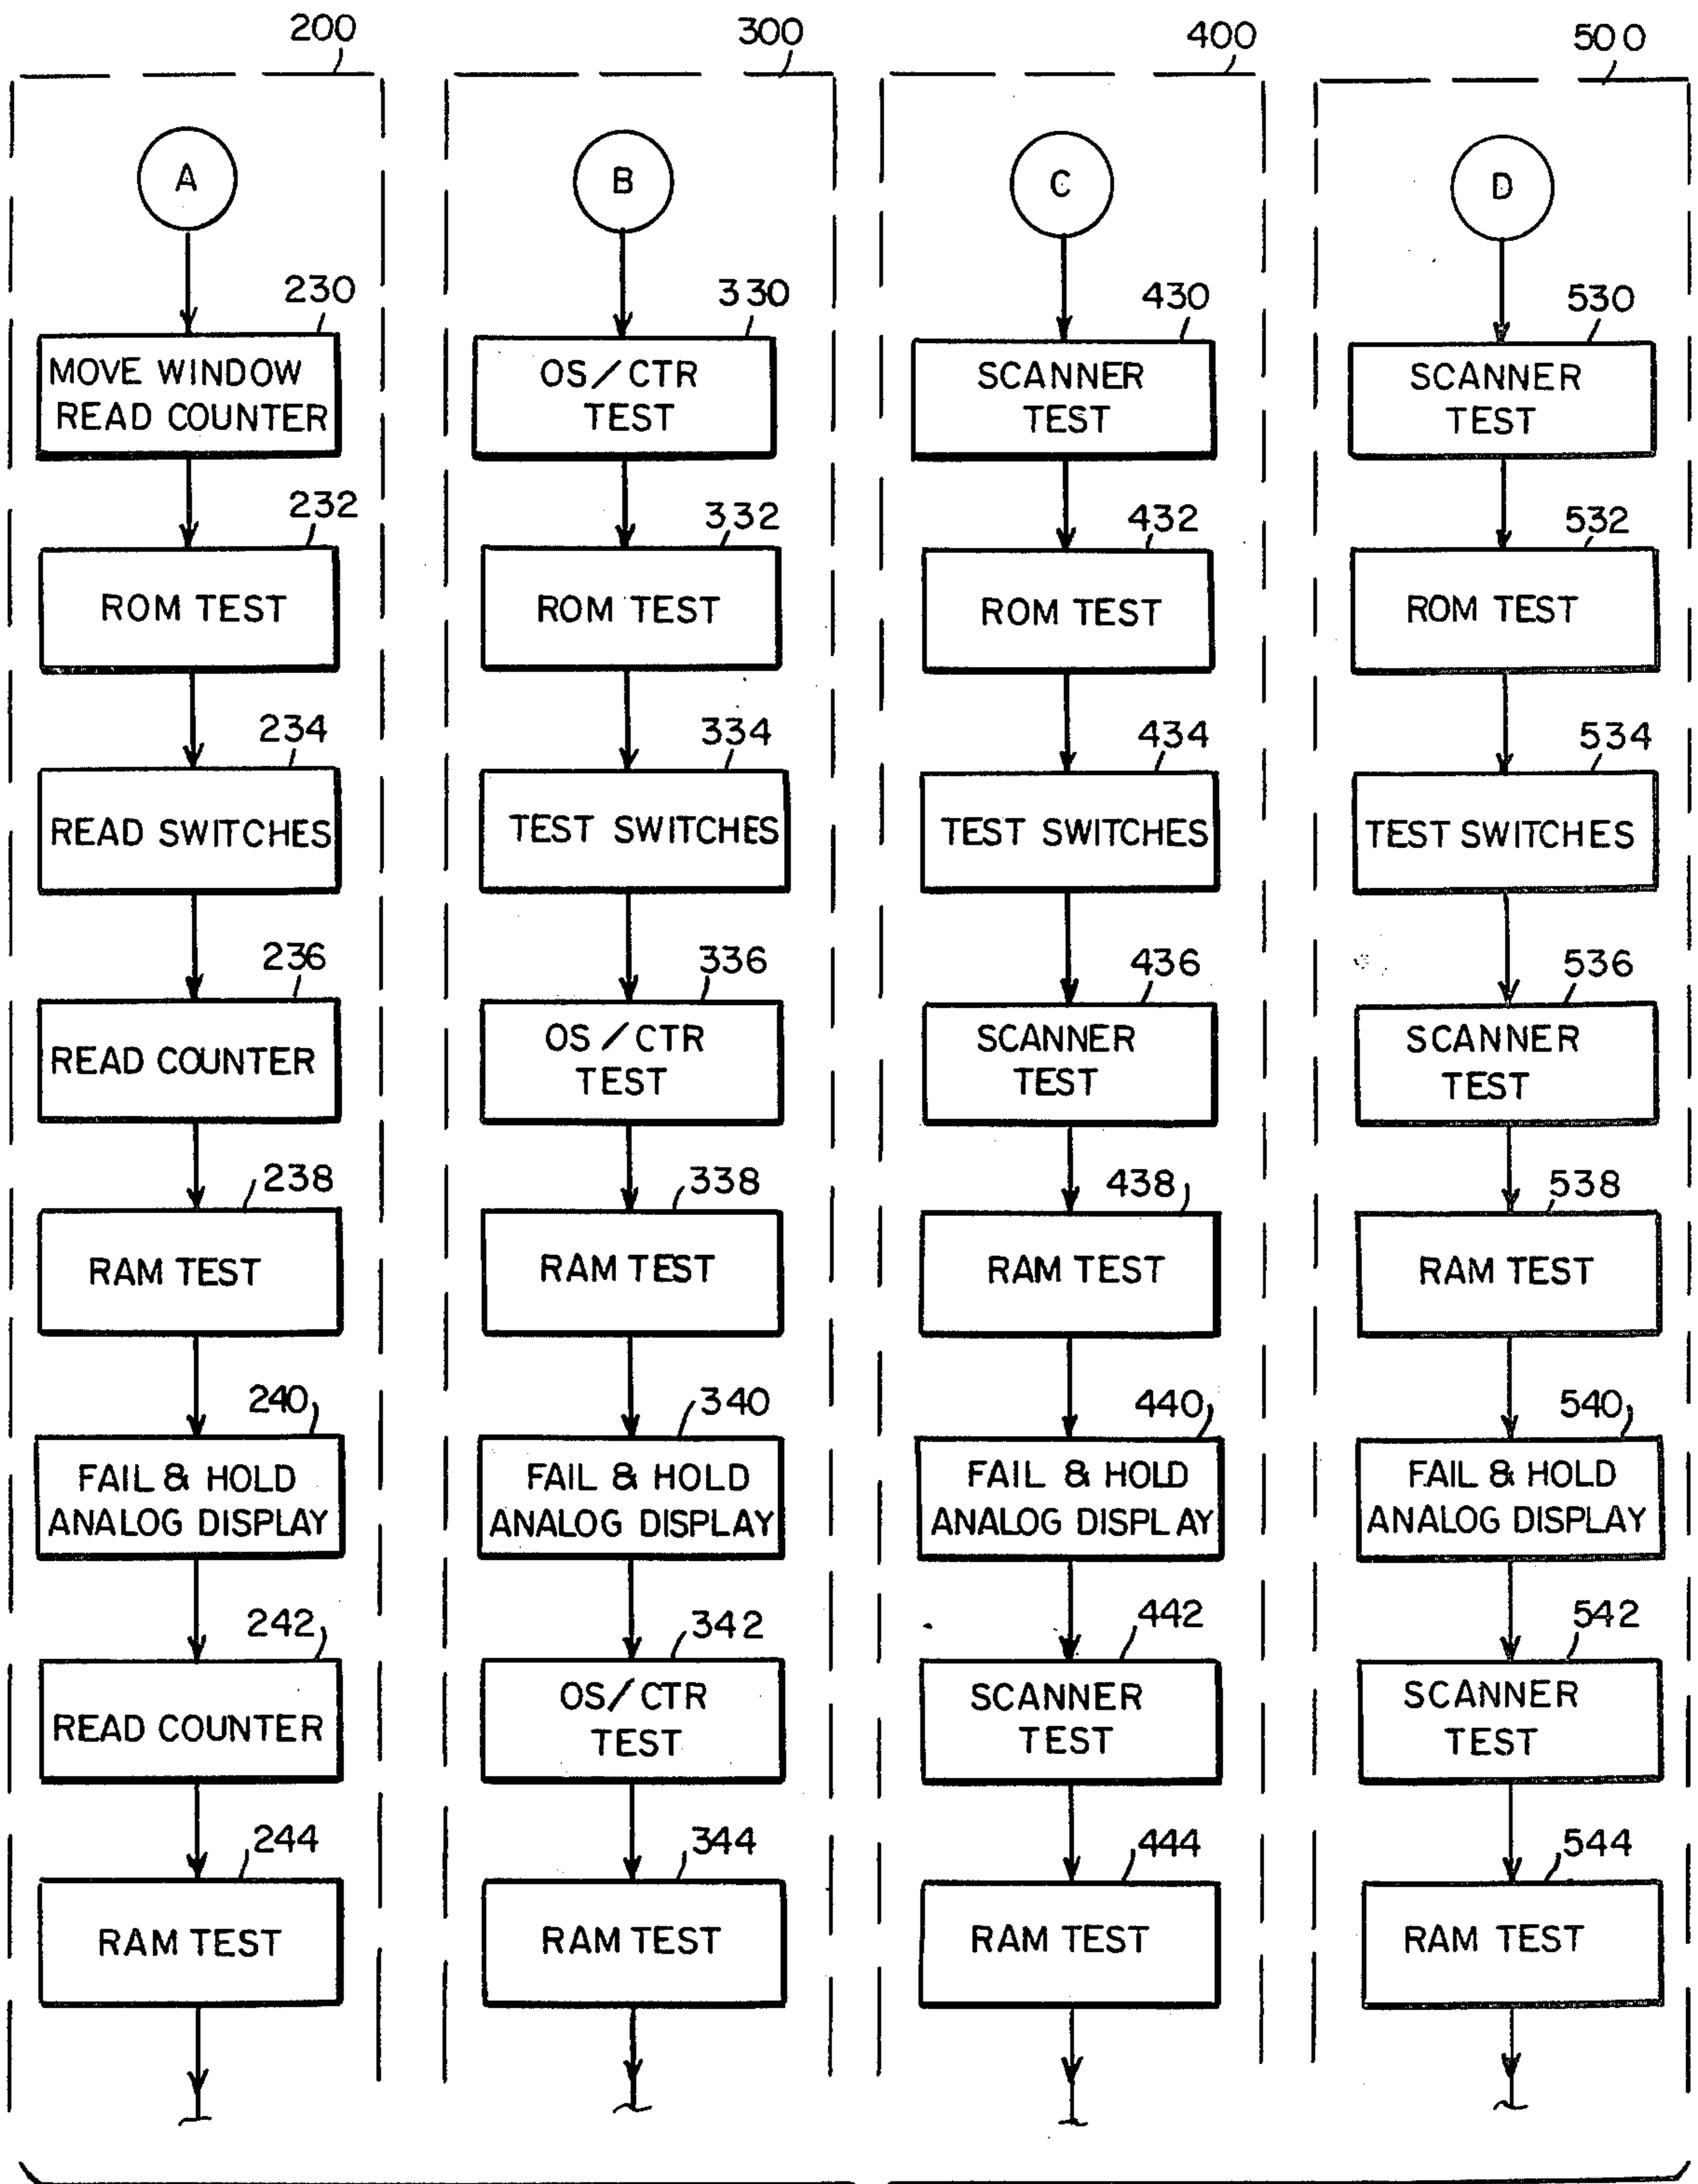 200
A
230
MOVE WINDOW
READ COUNTER
232
ROM TEST
234
READ SWITCHES
236
READ COUNTER
238
RAM TEST
240
FAIL & HOLD
ANALOG DISPLAY
242
READ COUNTER
244
RAM TEST
300
B
330
OS/CTR
TEST
332
ROM TEST
334
TEST SWITCHES
336
OS/CTR
TEST
338
RAM TEST
340
FAIL & HOLD
ANALOG DISPLAY
342
OS/CTR
TEST
344
RAM TEST
400
C
430
SCANNER
TEST
432
ROM TEST
434
TEST SWITCHES
436
SCANNER
TEST
438
RAM TEST
440
FAIL & HOLD
ANALOG DISPLAY
442
SCANNER
TEST
444
RAM TEST
500
D
530
SCANNER
TEST
532
ROM TEST
534
TEST SWITCHES
536
SCANNER
TEST
538
RAM TEST
540
FAIL & HOLD
ANALOG DISPLAY
542
SCANNER
TEST
544
RAM TEST